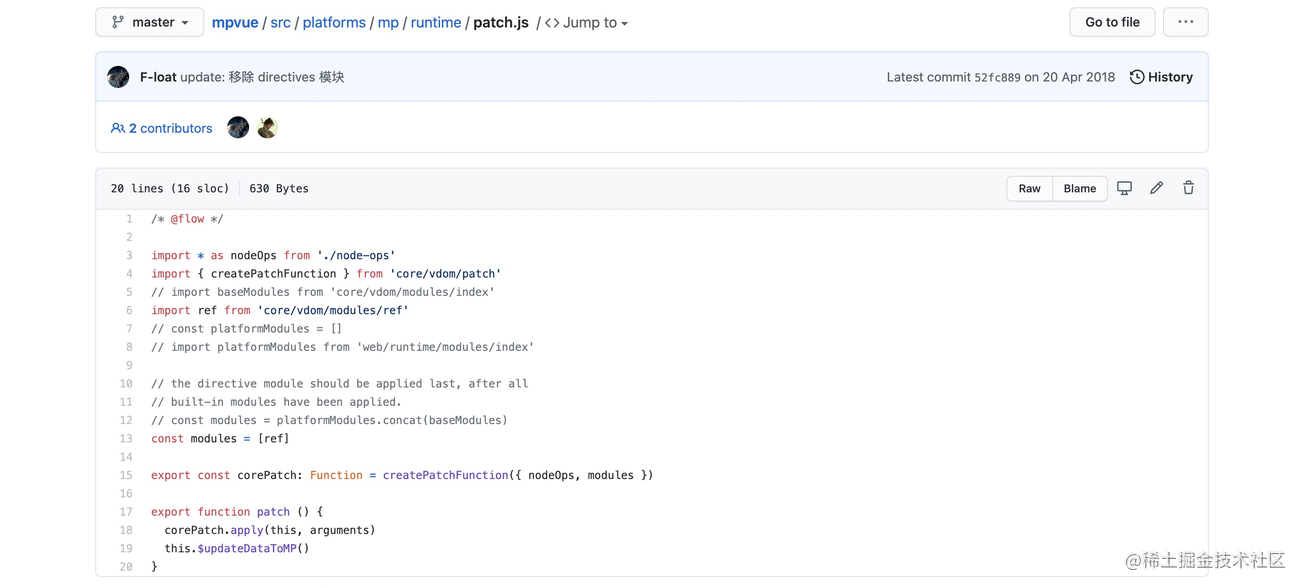 master mpvue / src / platforms / mp / runtime / patch.js / <> Jump to Go to file ...
F-loat update: 移除 directives 模块 Latest commit 52fc889 on 20 Apr 2018 History
2 contributors
20 lines (16 sloc) 630 Bytes Raw Blame
1 /* @flow */
2
3 import * as nodeOps from './node-ops'
4 import { createPatchFunction } from 'core/vdom/patch'
5 // import baseModules from 'core/vdom/modules/index'
6 import ref from 'core/vdom/modules/ref'
7 // const platformModules = []
8 // import platformModules from 'web/runtime/modules/index'
9
10 // the directive module should be applied last, after all
11 // built-in modules have been applied.
12 // const modules = platformModules.concat(baseModules)
13 const modules = [ref]
14
15 export const corePatch: Function = createPatchFunction({ nodeOps, modules })
16
17 export function patch () {
18 corePatch.apply(this, arguments)
19 this.$updateDataToMP()
20 }
@稀土掘金技术社区